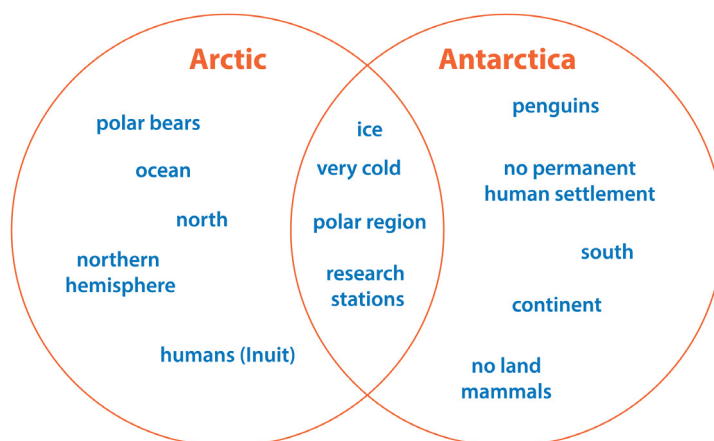 Arctic
polar bears
ocean
north
northern
hemisphere
humans (Inuit)
ice
very cold
polar region
research
stations
Antarctica
penguins
no permanent
human settlement
south
continent
no land
mammals